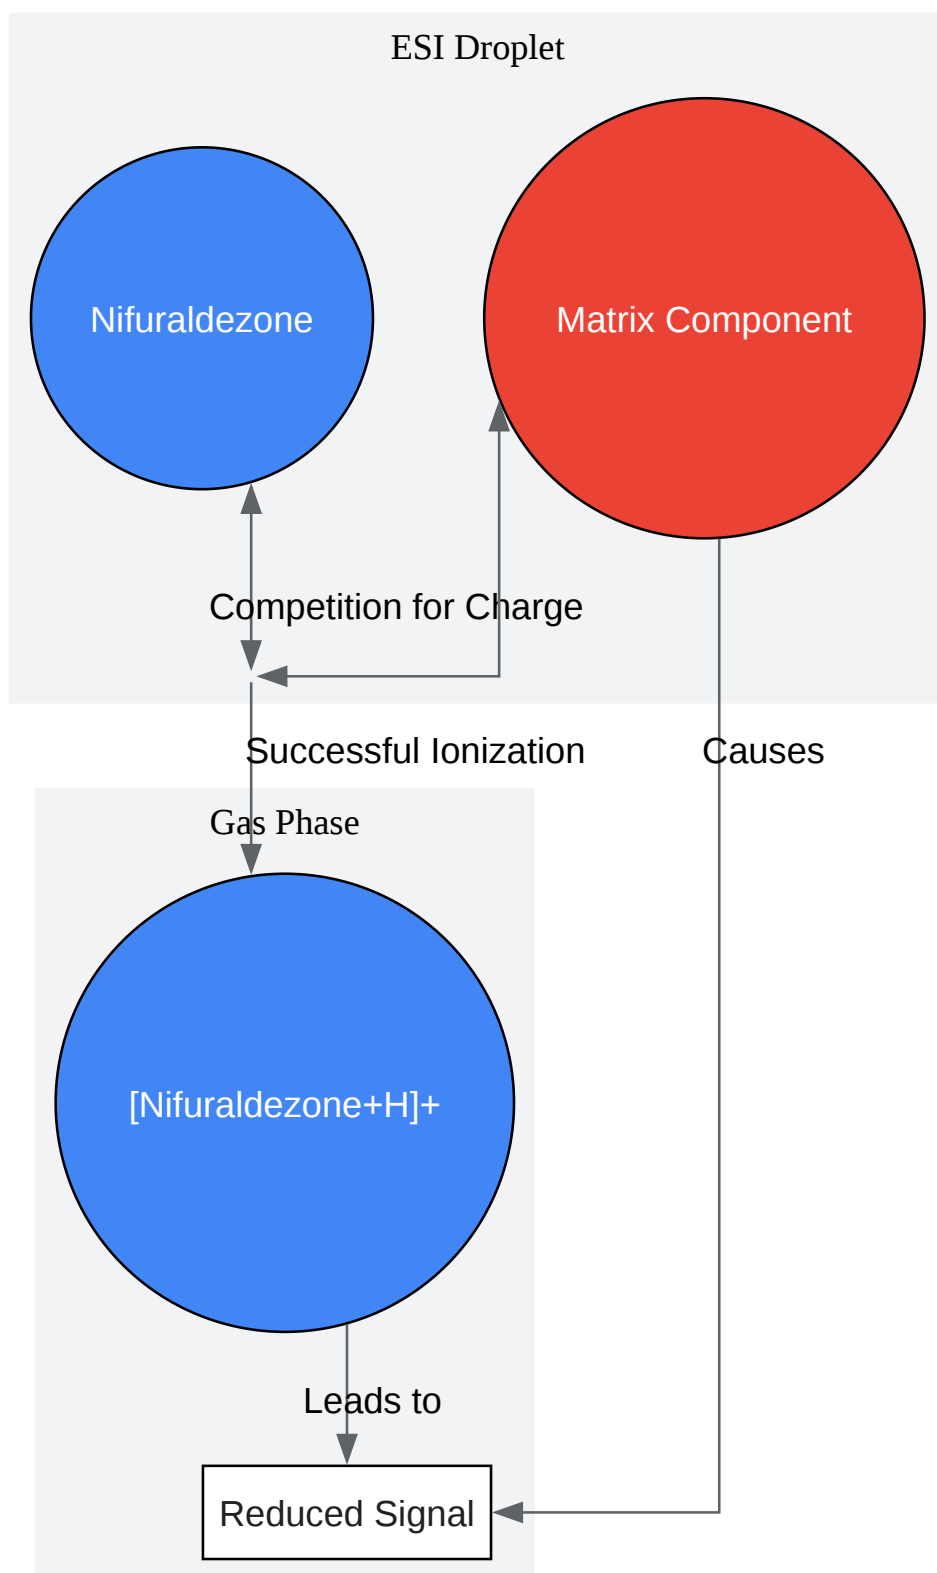 ESI Droplet
Nifuraldezone
Matrix Component
Competition for Charge
Successful Ionization
Causes
Gas Phase
[Nifuraldezone+H]+
Leads to
Reduced Signal